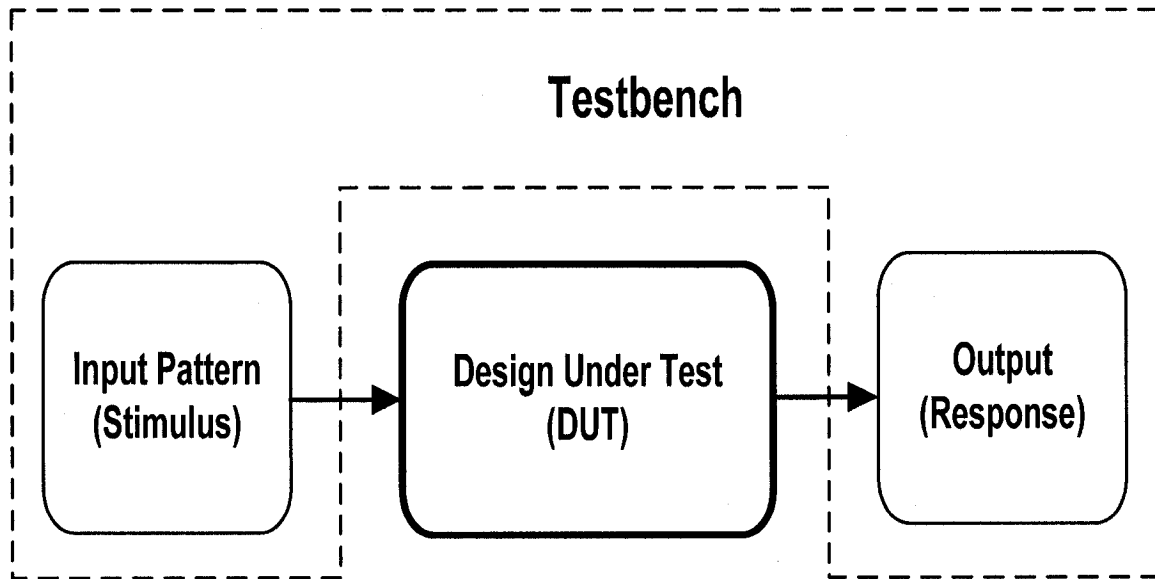 Testbench
Input Pattern
(Stimulus)
Design Under Test
(DUT)
Output
(Response)